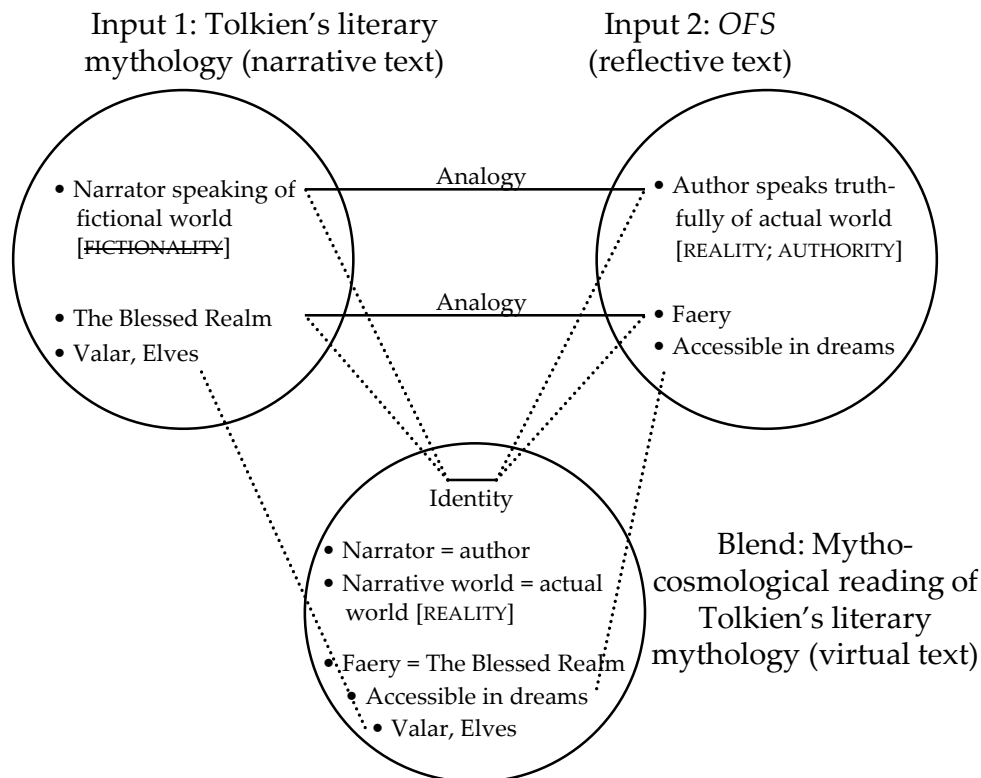 Input 1: Tolkien’s literary
mythology (narrative text)
Input 2: OFS
(reflective text)
• Narrator speaking of
fictional world
[FICTIONALITY]
• The Blessed Realm
• Valar, Elves
Analogy
Analogy
• Author speaks truth-
fully of actual world
[REALITY; AUTHORITY]
• Faery
• Accessible in dreams
Identity
• Narrator = author
• Narrative world = actual
world [REALITY]
• Faery = The Blessed Realm
• Accessible in dreams
• Valar, Elves
Blend: Mytho-
cosmological reading of
Tolkien’s literary
mythology (virtual text)